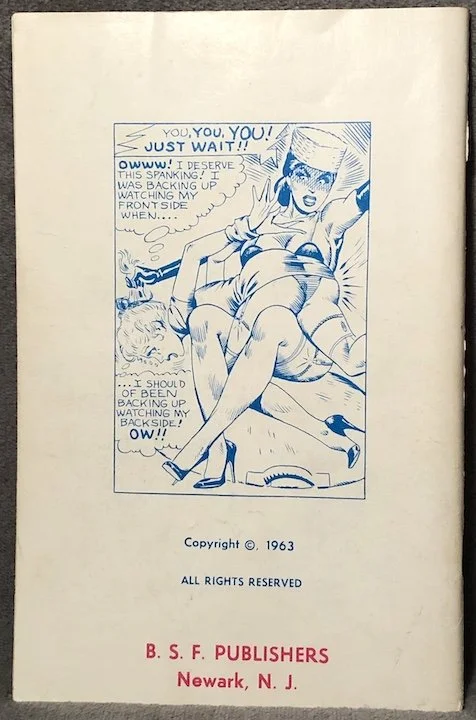 YOU, YOU, YOU!
JUST WAIT!!
OWWW! I DESERVE
THIS SPANKING! I
WAS BACKING UP
WATCHING MY
FRONTSIDE
WHEN....
...I SHOULD
OF BEEN
BACKING UP
WATCHING MY
BACKSIDE!
OW!!
Copyright ©, 1963
ALL RIGHTS RESERVED
B. S. F. PUBLISHERS
Newark, N. J.